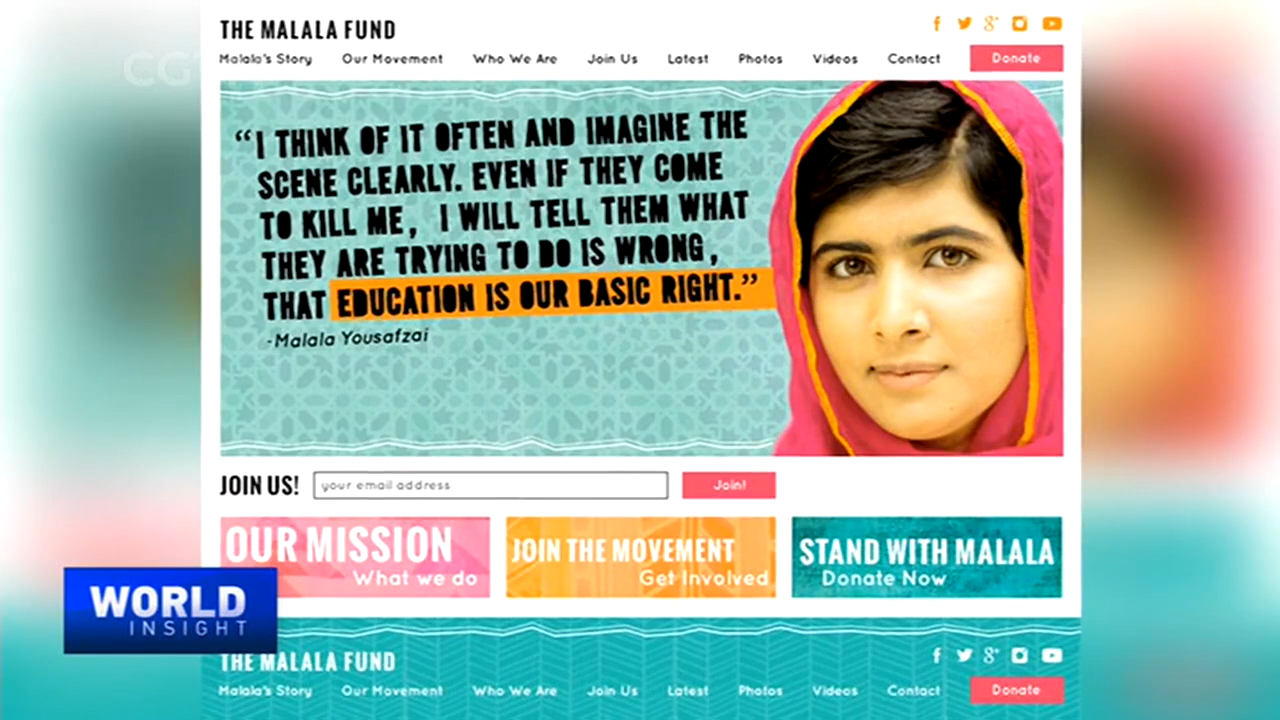 THE MALALA FUND
Malala's Story Our Movement Who We Are Join Us Latest Photos Videos Contact Donate
CG
“I THINK OF IT OFTEN AND IMAGINE THE
SCENE CLEARLY. EVEN IF THEY COME
TO KILL ME, I WILL TELL THEM WHAT
THEY ARE TRYING TO DO IS WRONG,
THAT EDUCATION IS OUR BASIC RIGHT.”
-Malala Yousafzai
JOIN US! your email address Join!
OUR MISSION
What we do
JOIN THE MOVEMENT
Get Involved
STAND WITH MALALA
Donate Now
WORLD
INSIGHT
THE MALALA FUND
Malala's Story Our Movement Who We Are Join Us Latest Photos Videos Contact Donate